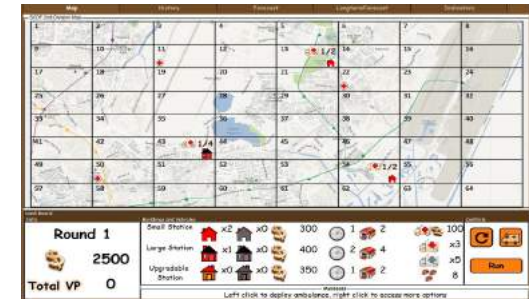 Map History Forecast Longterm Forecast Indicators
1 2 3 4 5 6 7 8
9 10 11 12 13 1/2 14 15 16
17 18 19 20 21 22 23 24
25 26 27 28 29 30 31 32
33 34 35 36 37 38 39 40
41 42 43 1/4 44 45 46 47 48
49 50 51 52 53 54 1/2 55 56
57 58 59 60 61 62 63 64
Round 1
2500
Total VP 0
Buildings and Vehicles
Small Station x2 x0 300 1 2
Large Station x1 x0 400 2 4
Upgradable Station x0 x0 350 1 2
100
x3
x5
8
Controls
Run
Left click to deploy ambulance, right click to access more options